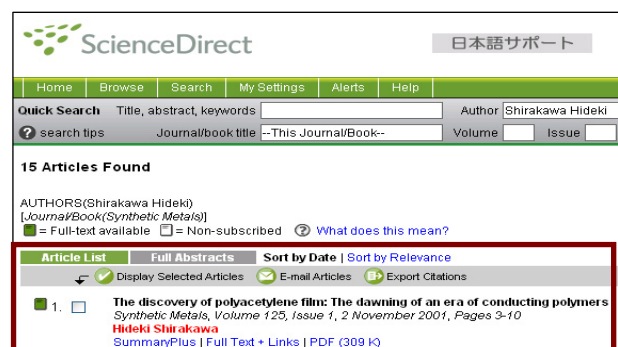 ScienceDirect 日本語サポート
Home Browse Search My Settings Alerts Help
Quick Search Title, abstract, keywords Author Shirakawa Hideki
? search tips Journal/book title --This Journal/Book-- Volume Issue
15 Articles Found
AUTHORS(Shirakawa Hideki)
[Journal/Book(Synthetic Metals)]
= Full-text available = Non-subscribed ? What does this mean?
Article List Full Abstracts Sort by Date | Sort by Relevance
Display Selected Articles E-mail Articles Export Citations
1. The discovery of polyacetylene film: The dawning of an era of conducting polymers
Synthetic Metals, Volume 125, Issue 1, 2 November 2001, Pages 3-10
Hideki Shirakawa
SummaryPlus | Full Text + Links | PDF (309 K)